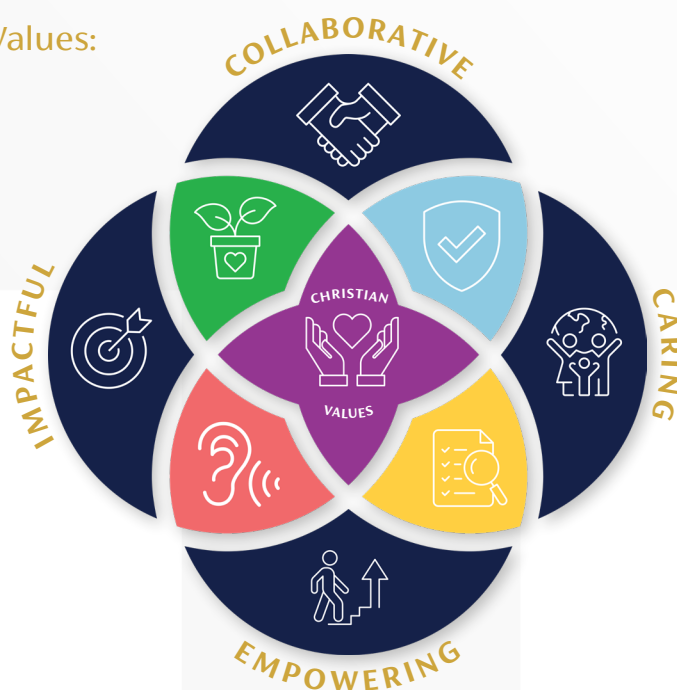 Values:
COLLABORATIVE
IMPACTFUL
CHRISTIAN
VALUES
CARING
EMPOWERING